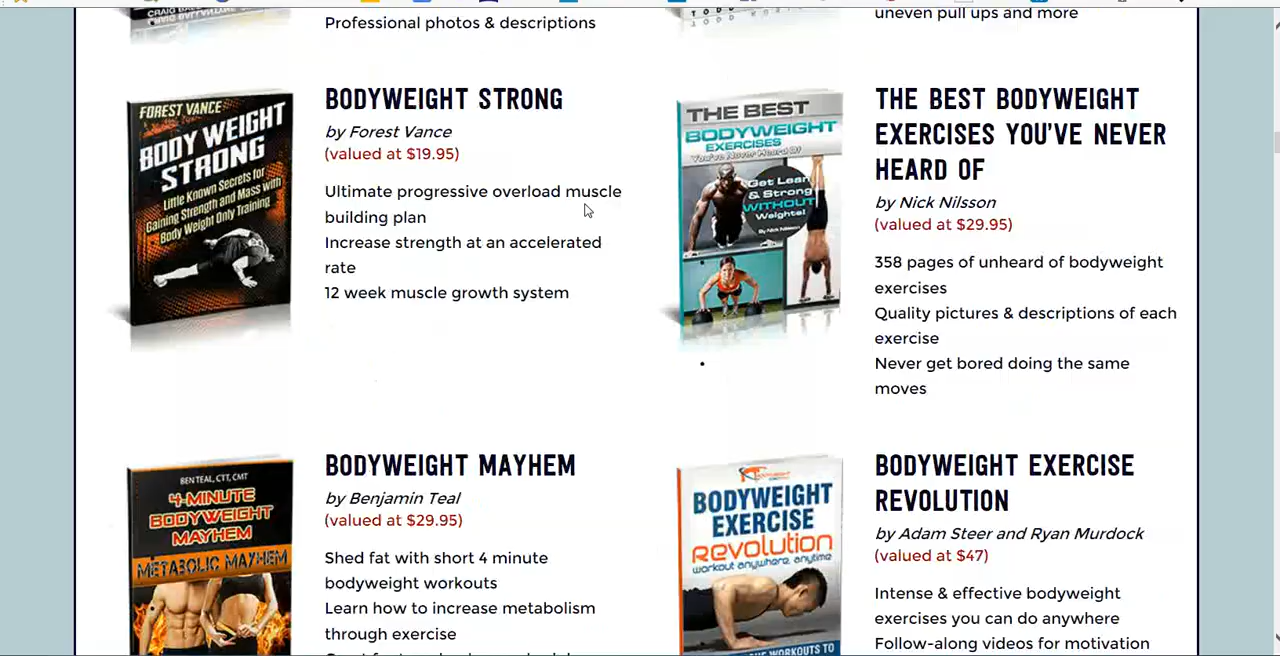 Professional photos & descriptions
uneven pull ups and more
FOREST VANCE
BODY WEIGHT
STRONG
Little Known Secrets for
Gaining Strength and Mass with
Body Weight Only Training
BODYWEIGHT STRONG
by Forest Vance
(valued at $19.95)
Ultimate progressive overload muscle
building plan
Increase strength at an accelerated
rate
12 week muscle growth system
THE BEST
BODYWEIGHT
EXERCISES
You've Never Heard Of
Get Lean
& Strong
WITHOUT
Weights!
By Nick Nilsson
THE BEST BODYWEIGHT
EXERCISES YOU'VE NEVER
HEARD OF
by Nick Nilsson
(valued at $29.95)
358 pages of unheard of bodyweight
exercises
Quality pictures & descriptions of each
exercise
Never get bored doing the same
moves
BEN TEAL, CTT, CMT
4-MINUTE
BODYWEIGHT
MAYHEM
METABOLIC MAYHEM
BODYWEIGHT MAYHEM
by Benjamin Teal
(valued at $29.95)
Shed fat with short 4 minute
bodyweight workouts
Learn how to increase metabolism
through exercise
BODYWEIGHT
EXERCISE
REVOLUTION
workout anywhere, anytime
WORKOUTS TO
BODYWEIGHT EXERCISE
REVOLUTION
by Adam Steer and Ryan Murdock
(valued at $47)
Intense & effective bodyweight
exercises you can do anywhere
Follow-along videos for motivation